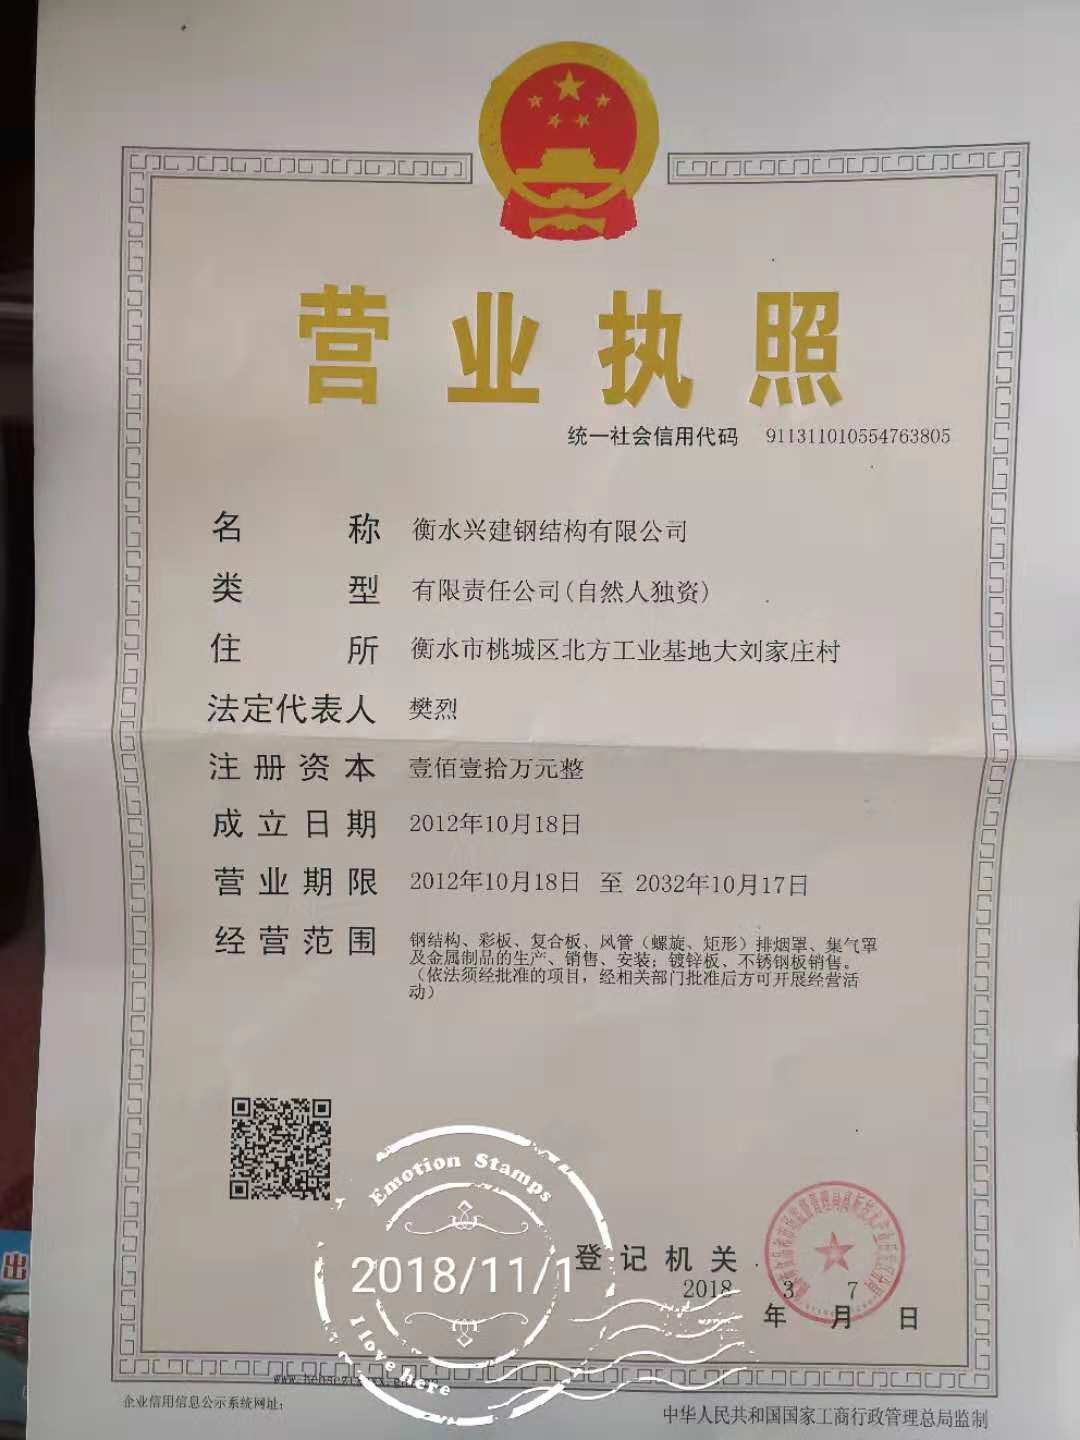 营业执照
统一社会信用代码 911311010554763805
名称 衡水兴建钢结构有限公司
类型 有限责任公司(自然人独资)
住所 衡水市桃城区北方工业基地大刘家庄村
法定代表人 樊烈
注册资本 壹佰壹拾万元整
成立日期 2012年10月18日
营业期限 2012年10月18日 至 2032年10月17日
经营范围 钢结构、彩板、复合板、风管（螺旋、矩形）排烟罩、集气罩
及金属制品的生产、销售、安装；镀锌板、不锈钢板销售。
（依法须经批准的项目，经相关部门批准后方可开展经营活
动）
Emotion Stamps
2018/11/1
I love here
登记机关
2018 3 7
年 月 日
企业信用信息公示系统网址:
中华人民共和国国家工商行政管理总局监制
出